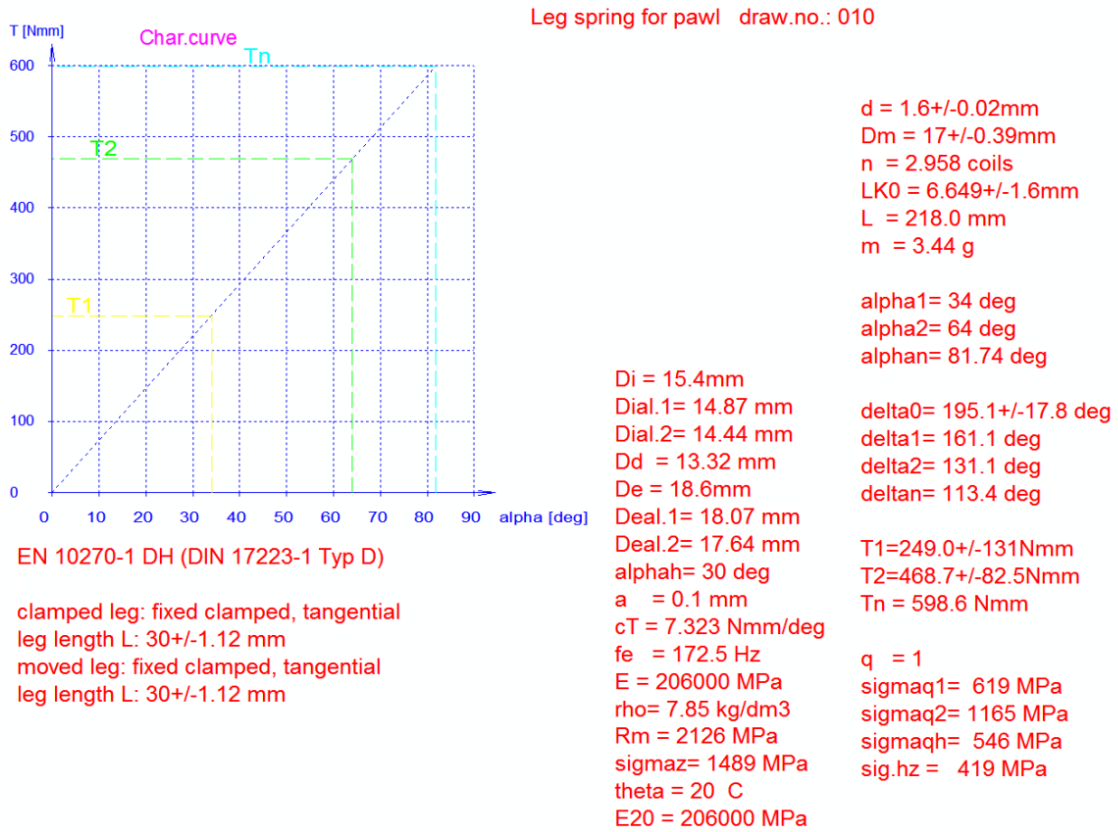 Leg spring for pawl draw.no.: 010
T [Nmm]
Char.curve
Tn
600
500
T2
400
300
T1
200
100
0
0 10 20 30 40 50 60 70 80 90 alpha [deg]
EN 10270-1 DH (DIN 17223-1 Typ D)
clamped leg: fixed clamped, tangential
leg length L: 30+/-1.12 mm
moved leg: fixed clamped, tangential
leg length L: 30+/-1.12 mm
Di = 15.4mm
Dial.1= 14.87 mm
Dial.2= 14.44 mm
Dd = 13.32 mm
De = 18.6mm
Deal.1= 18.07 mm
Deal.2= 17.64 mm
alphah= 30 deg
a = 0.1 mm
cT = 7.323 Nmm/deg
fe = 172.5 Hz
E = 206000 MPa
rho= 7.85 kg/dm3
Rm = 2126 MPa
sigmaz= 1489 MPa
theta = 20 C
E20 = 206000 MPa
d = 1.6+/-0.02mm
Dm = 17+/-0.39mm
n = 2.958 coils
LK0 = 6.649+/-1.6mm
L = 218.0 mm
m = 3.44 g
alpha1= 34 deg
alpha2= 64 deg
alphan= 81.74 deg
delta0= 195.1+/-17.8 deg
delta1= 161.1 deg
delta2= 131.1 deg
deltan= 113.4 deg
T1=249.0+/-131Nmm
T2=468.7+/-82.5Nmm
Tn = 598.6 Nmm
q = 1
sigmaq1= 619 MPa
sigmaq2= 1165 MPa
sigmaqh= 546 MPa
sig.hz = 419 MPa